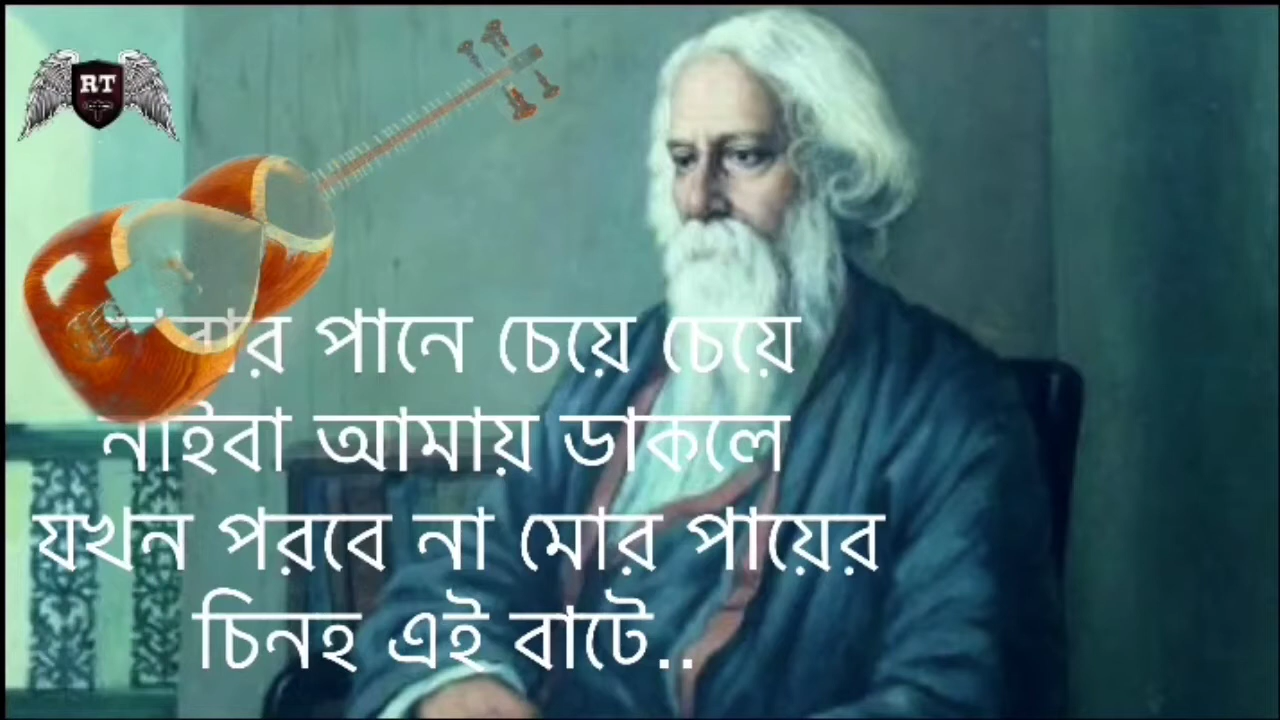 RT
পানে চেয়ে চেয়ে
নাইবা আমায় ডাকলে
যখন পরবে না মোর পায়ের
চিনহ এই বাটে..